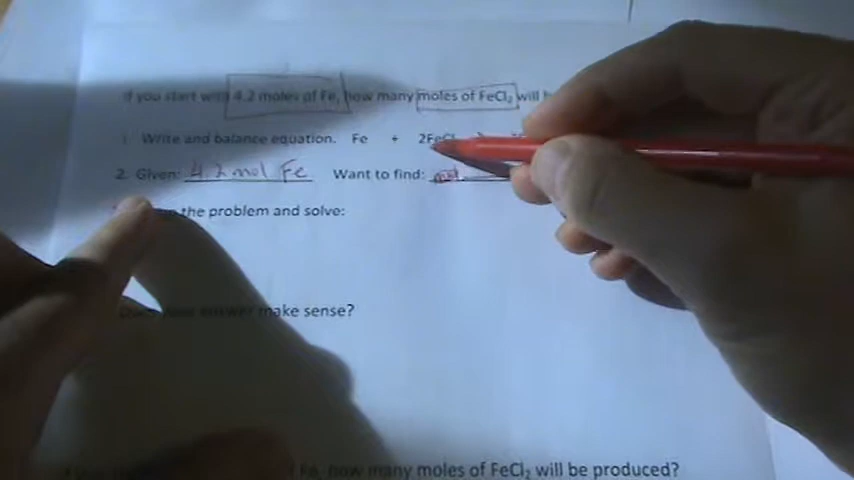 If you start with 4.2 moles of Fe, how many moles of FeCl₂ will
1. Write and balance equation. Fe + 2FeCl
2. Given: 4.2 mol Fe Want to find: mol
the problem and solve:
answer make sense?
Fe, how many moles of FeCl₂ will be produced?